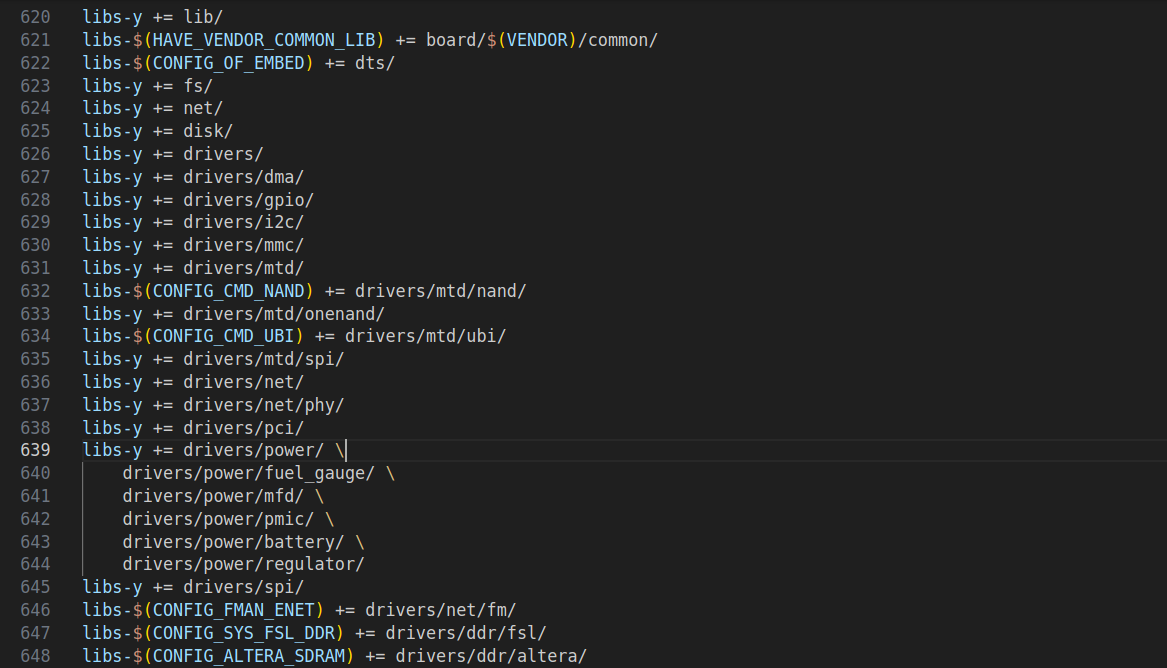 620 libs-y += lib/
621 libs-$(HAVE_VENDOR_COMMON_LIB) += board/$(VENDOR)/common/
622 libs-$(CONFIG_OF_EMBED) += dts/
623 libs-y += fs/
624 libs-y += net/
625 libs-y += disk/
626 libs-y += drivers/
627 libs-y += drivers/dma/
628 libs-y += drivers/gpio/
629 libs-y += drivers/i2c/
630 libs-y += drivers/mmc/
631 libs-y += drivers/mtd/
632 libs-$(CONFIG_CMD_NAND) += drivers/mtd/nand/
633 libs-y += drivers/mtd/onenand/
634 libs-$(CONFIG_CMD_UBI) += drivers/mtd/ubi/
635 libs-y += drivers/mtd/spi/
636 libs-y += drivers/net/
637 libs-y += drivers/net/phy/
638 libs-y += drivers/pci/
639 libs-y += drivers/power/ \
640     drivers/power/fuel_gauge/ \
641     drivers/power/mfd/ \
642     drivers/power/pmic/ \
643     drivers/power/battery/ \
644     drivers/power/regulator/
645 libs-y += drivers/spi/
646 libs-$(CONFIG_FMAN_ENET) += drivers/net/fm/
647 libs-$(CONFIG_SYS_FSL_DDR) += drivers/ddr/fsl/
648 libs-$(CONFIG_ALTERA_SDRAM) += drivers/ddr/altera/